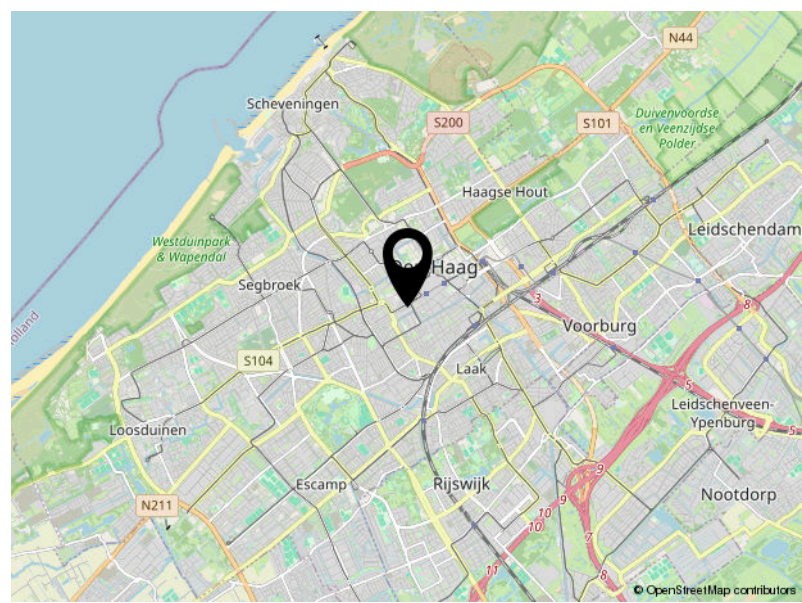 N44
Scheveningen
S200
S101
Duivenvoordse
en Veenzijdse
Polder
Haagse Hout
9
Leidschendam
Westduinpark
& Wapendal
Haag
Segbroek
3
8
Voorburg
S104
Laak
5
Leidschenveen-
Ypenburg
5
Loosduinen
9
Rijswijk
Escamp
9
Nootdorp
N211
10
10
7
11
8
© OpenStreetMap contributors